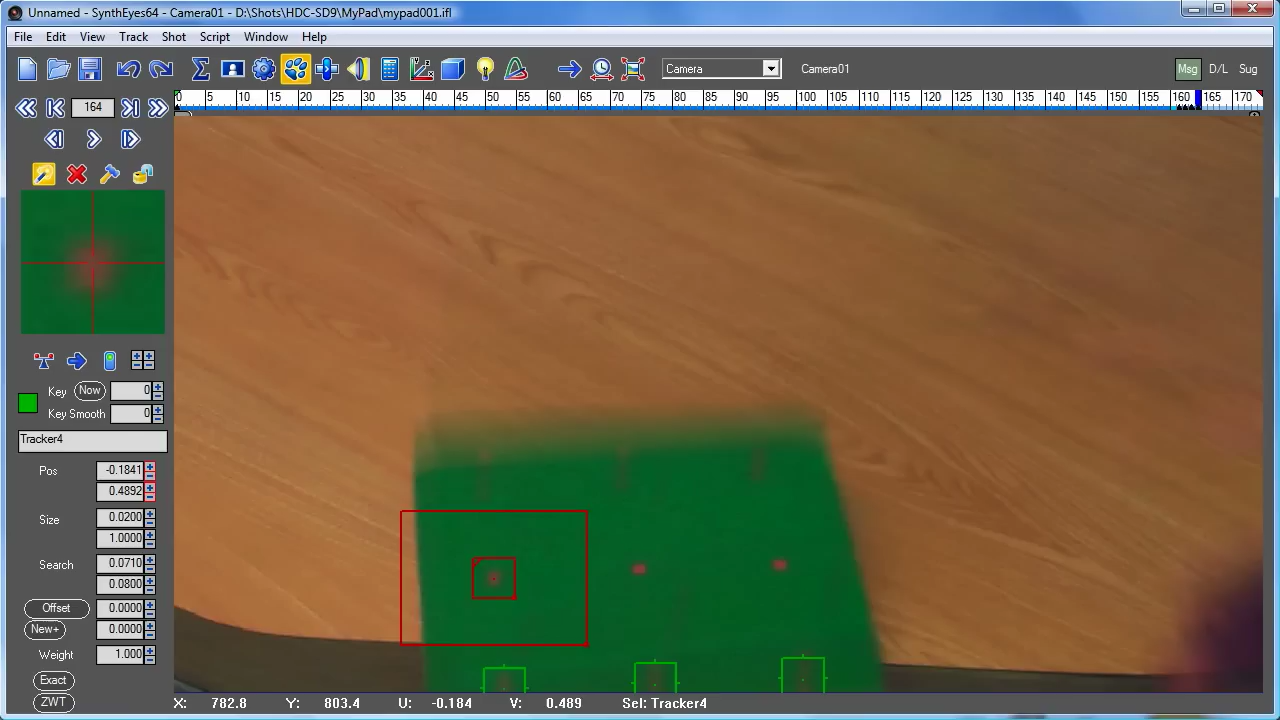 Unnamed - SynthEyes64 - Camera01 - D:\Shots\HDC-SD9\MyPad\mypad001.ifl
File Edit View Track Shot Script Window Help
Camera Camera01 Msg D/L Sug
164 0 5 10 15 20 25 30 35 40 45 50 55 60 65 70 75 80 85 90 95 100 105 110 115 120 125 130 135 140 145 150 155 160 165 170
Key Now 0
Key Smooth 0
Tracker4
Pos -0.1841
0.4892
Size 0.0200
1.0000
Search 0.0710
0.0800
Offset 0.0000
New+ 0.0000
Weight 1.000
Exact
ZWT
X: 782.8 Y: 803.4 U: -0.184 V: 0.489 Sel: Tracker4